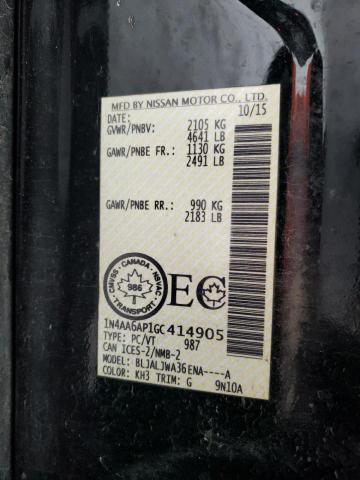 MFD BY NISSAN MOTOR CO., LTD.
DATE: 10/15
GVWR/PNBV: 2105 KG
4641 LB
GAWR/PNBE FR.: 1130 KG
2491 LB
GAWR/PNBE RR.: 990 KG
2183 LB
CANADA
CMVSS NSVAC
986
EC
1N4AA6AP1GC414905
TYPE: PC/VT 987
CAN ICES-2/NMB-2
MODEL: BLJALJWA36ENA----A
COLOR: KH3 TRIM: G 9N10A